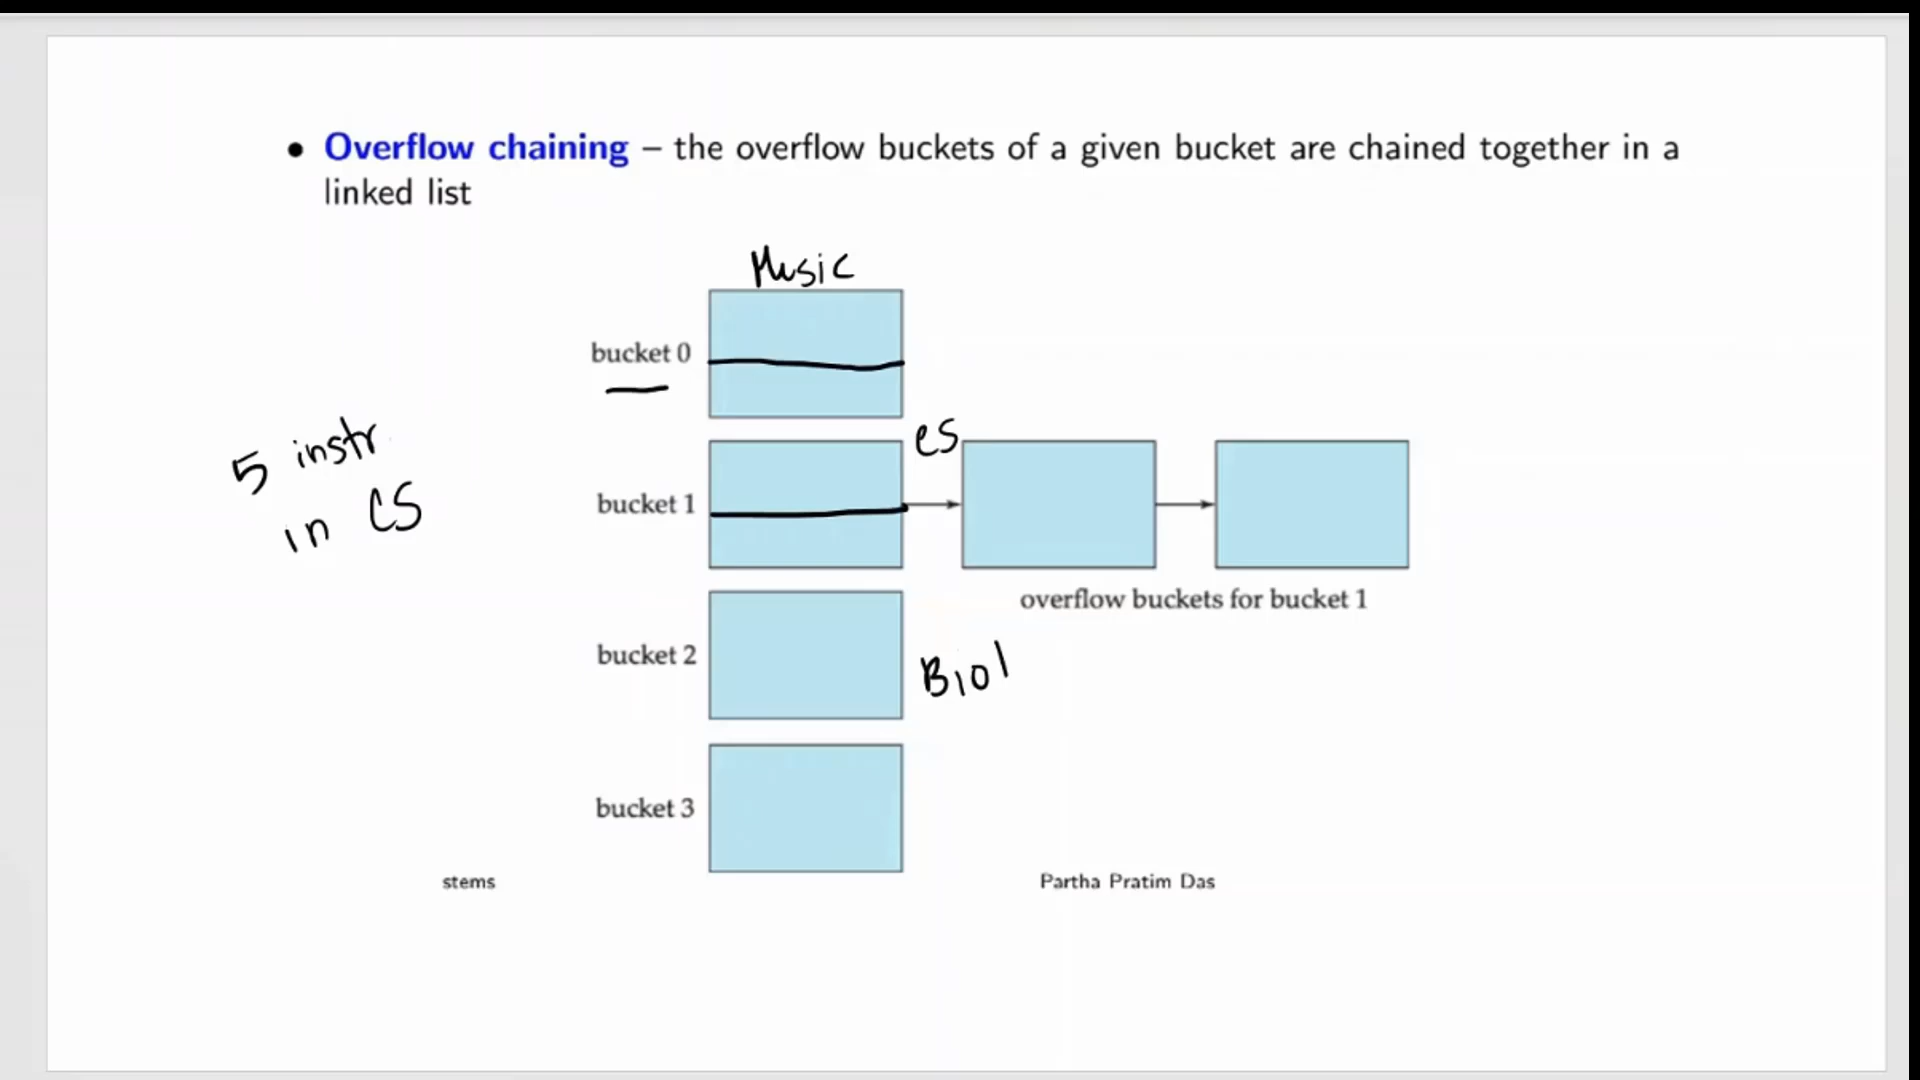 • Overflow chaining – the overflow buckets of a given bucket are chained together in a
linked list
Music
bucket 0
5 instr
in CS
CS
bucket 1
overflow buckets for bucket 1
bucket 2
Biol
bucket 3
stems
Partha Pratim Das